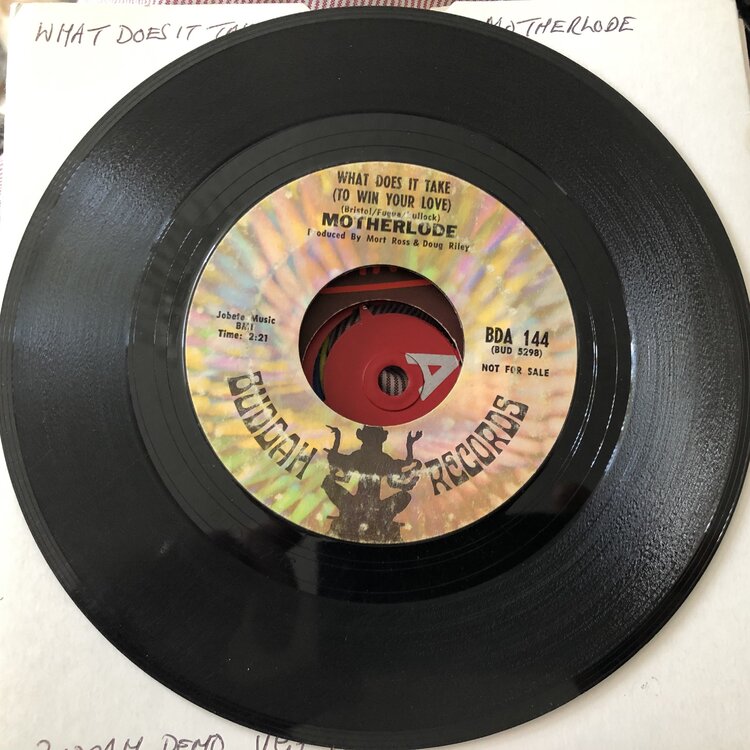 WHAT DOES IT MOTHERLODE
WHAT DOES IT TAKE
(TO WIN YOUR LOVE)
(Bristol/Fuqua/Bullock)
MOTHERLODE
Produced By Mort Ross & Doug Riley
Jobete Music
BMI
Time: 2:21
BDA 144
(BUD 5298)
NOT FOR SALE
A
BUDDAH RECORDS
DEMO